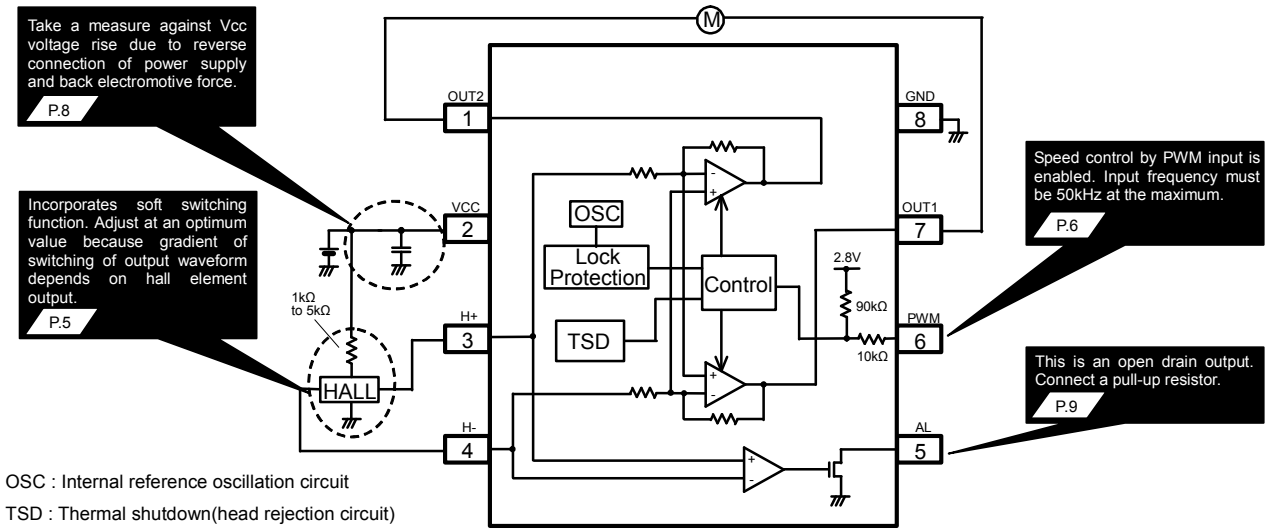 Take a measure against Vcc
voltage rise due to reverse
connection of power supply
and back electromotive force.
P.8
Incorporates soft switching
function. Adjust at an optimum
value because gradient of
switching of output waveform
depends on hall element
output.
P.5
M
OUT2
1
GND
8
VCC
2
OUT1
7
H+
3
PWM
6
H-
4
AL
5
1kΩ
to 5kΩ
HALL
OSC
Lock
Protection
TSD
Control
-
+
+
-
+
-
2.8V
90kΩ
10kΩ
Speed control by PWM input is
enabled. Input frequency must
be 50kHz at the maximum.
P.6
This is an open drain output.
Connect a pull-up resistor.
P.9
OSC : Internal reference oscillation circuit
TSD : Thermal shutdown(head rejection circuit)